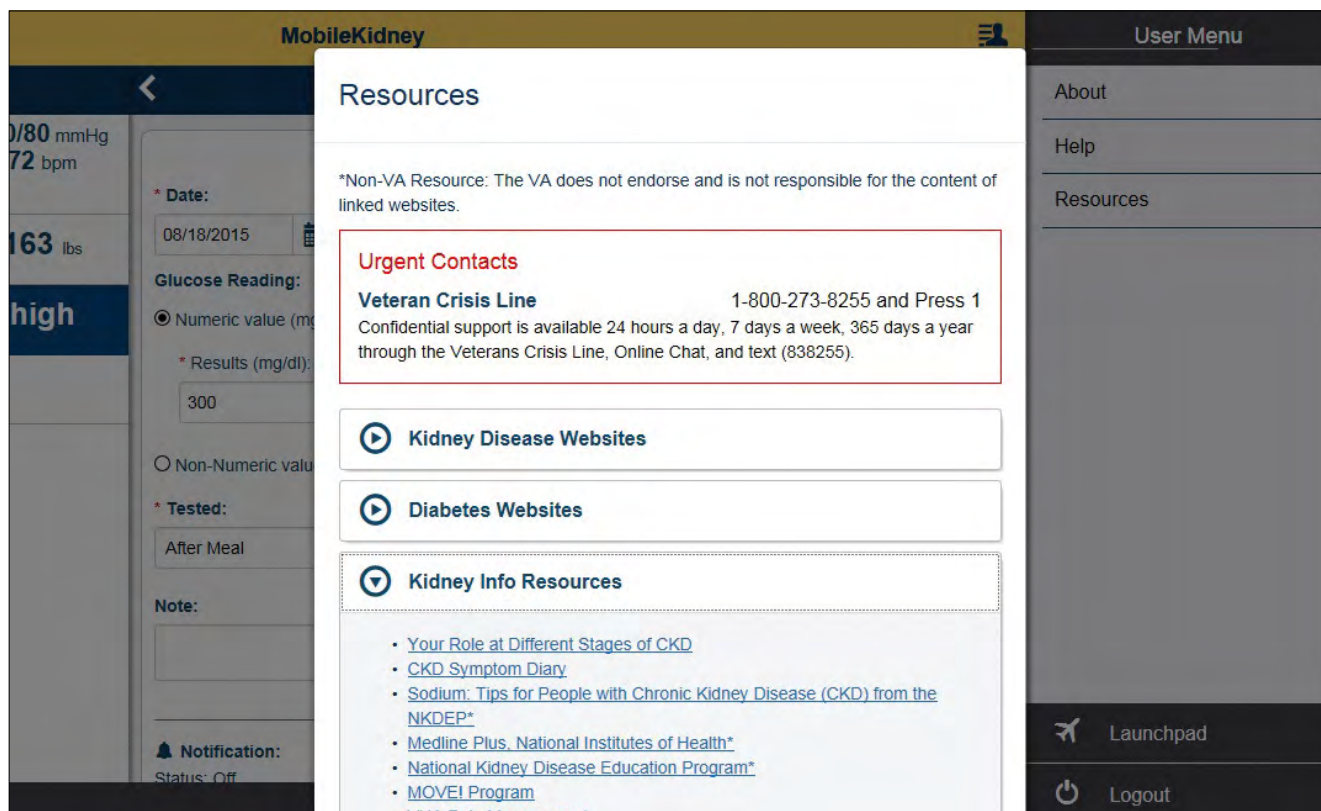 MobileKidney
User Menu
0/80 mmHg
72 bpm
163 lbs
high
* Date:
08/18/2015
Glucose Reading:
Numeric value (mg
* Results (mg/dl):
300
Non-Numeric valu
* Tested:
After Meal
Note:
Notification:
Status: Off
Resources
*Non-VA Resource: The VA does not endorse and is not responsible for the content of
linked websites.
Urgent Contacts
Veteran Crisis Line 1-800-273-8255 and Press 1
Confidential support is available 24 hours a day, 7 days a week, 365 days a year
through the Veterans Crisis Line, Online Chat, and text (838255).
Kidney Disease Websites
Diabetes Websites
Kidney Info Resources
• Your Role at Different Stages of CKD
• CKD Symptom Diary
• Sodium: Tips for People with Chronic Kidney Disease (CKD) from the
NKDEP*
• Medline Plus, National Institutes of Health*
• National Kidney Disease Education Program*
• MOVE! Program
About
Help
Resources
Launchpad
Logout